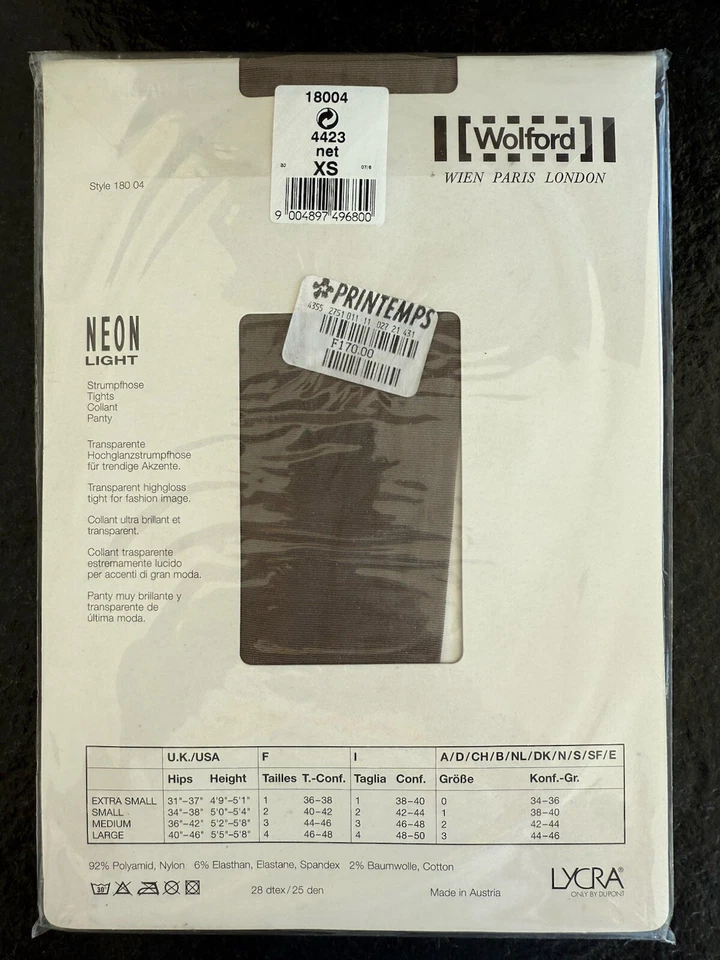 18004
4423
net
XS
9 004897 496800
[Wolford]
WIEN PARIS LONDON
Style 180 04
PRINTEMPS
4355 2751 011 11 027 21 431
F170.00
NEON
LIGHT
Strumpfhose
Tights
Collant
Panty
Transparente
Hochglanzstrumpfhose
für trendige Akzente.
Transparent highgloss
tight for fashion image.
Collant ultra brillant et
transparent.
Collant trasparente
estremamente lucido
per accenti di gran moda.
Panty muy brillante y
transparente de
última moda.
U.K./USA F I A/D/CH/B/NL/DK/N/S/SF/E
Hips Height Tailles T.-Conf. Taglia Conf. Größe Konf.-Gr.
EXTRA SMALL 31"–37" 4'9"–5'1" 1 36–38 1 38–40 0 34–36
SMALL 34"–38" 5'0"–5'4" 2 40–42 2 42–44 1 38–40
MEDIUM 36"–42" 5'2"–5'8" 3 44–46 3 46–48 2 42–44
LARGE 40"–46" 5'5"–5'8" 4 46–48 4 48–50 3 44–46
92% Polyamid, Nylon 6% Elasthan, Elastane, Spandex 2% Baumwolle, Cotton
30° 28 dtex/25 den Made in Austria
LYCRA®
ONLY BY DUPONT